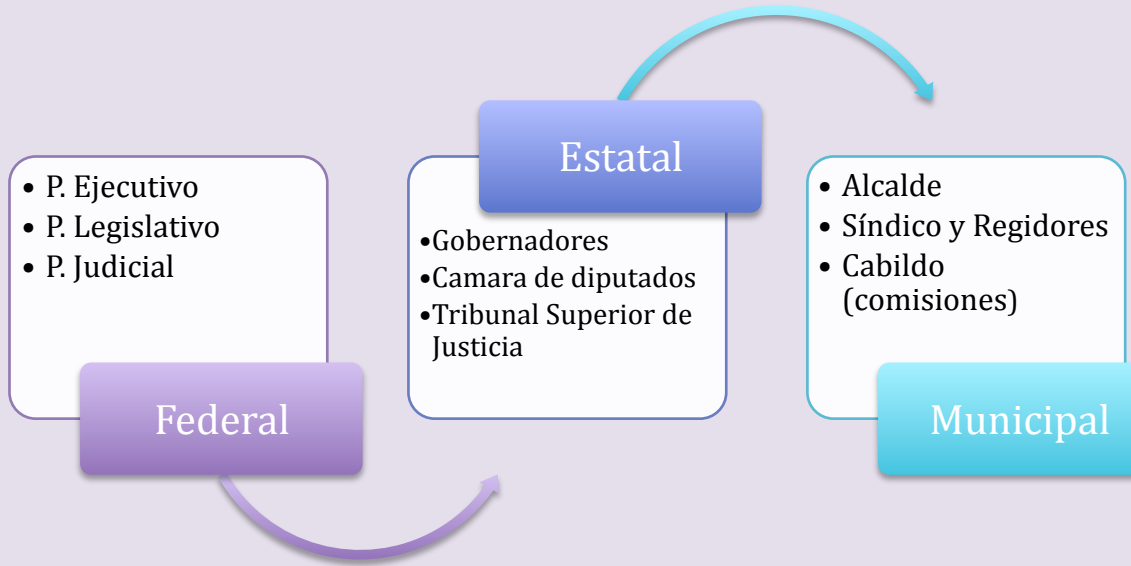 • P. Ejecutivo
• P. Legislativo
• P. Judicial
Federal
Estatal
•Gobernadores
•Camara de diputados
•Tribunal Superior de
Justicia
• Alcalde
• Síndico y Regidores
• Cabildo
(comisiones)
Municipal